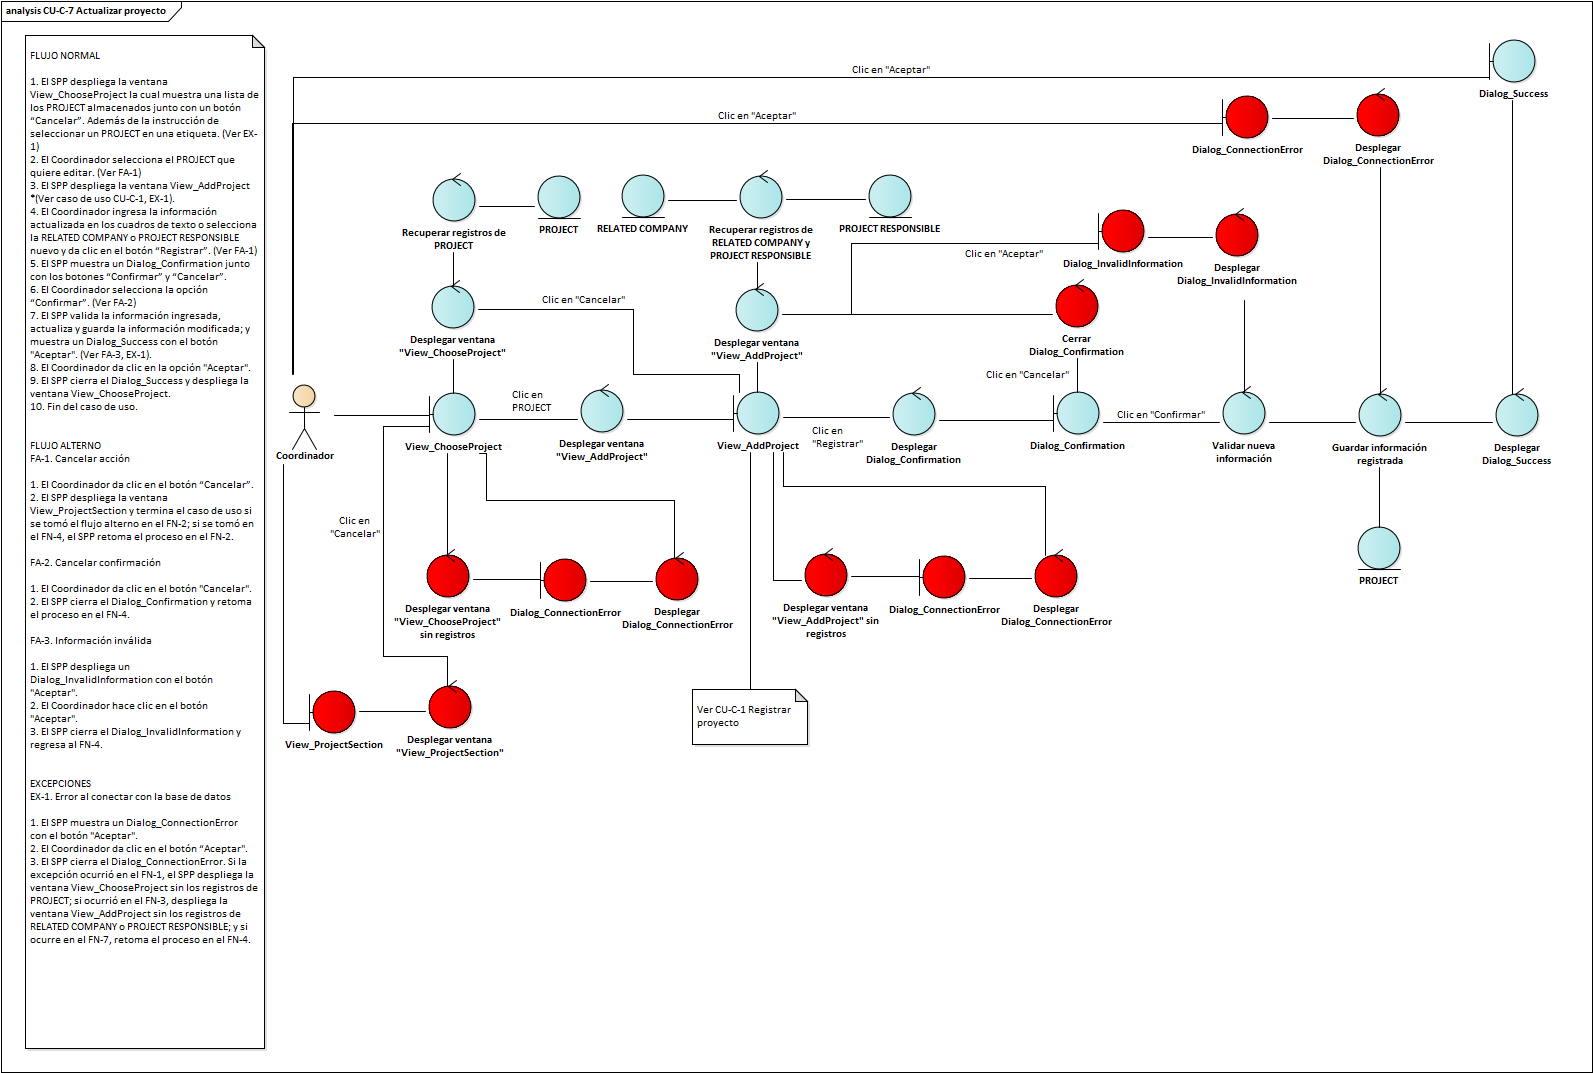 analysis CU-C-7 Actualizar proyecto
FLUJO NORMAL
1. El SPP despliega la ventana
View_ChooseProject la cual muestra una lista de
los PROJECT almacenados junto con un botón
“Cancelar”. Además de la instrucción de
seleccionar un PROJECT en una etiqueta. (Ver EX-
1)
2. El Coordinador selecciona el PROJECT que
quiere editar. (Ver FA-1)
3. El SPP despliega la ventana View_AddProject
*(Ver caso de uso CU-C-1, EX-1).
4. El Coordinador ingresa la información
actualizada en los cuadros de texto o selecciona
la RELATED COMPANY o PROJECT RESPONSIBLE
nuevo y da clic en el botón “Registrar”. (Ver FA-1)
5. El SPP muestra un Dialog_Confirmation junto
con los botones “Confirmar” y “Cancelar”.
6. El Coordinador selecciona la opción
“Confirmar”. (Ver FA-2)
7. El SPP valida la información ingresada,
actualiza y guarda la información modificada; y
muestra un Dialog_Success con el botón
"Aceptar". (Ver FA-3, EX-1).
8. El Coordinador da clic en la opción "Aceptar".
9. El SPP cierra el Dialog_Success y despliega la
ventana View_ChooseProject.
10. Fin del caso de uso.
FLUJO ALTERNO
FA-1. Cancelar acción
1. El Coordinador da clic en el botón “Cancelar”.
2. El SPP despliega la ventana
View_ProjectSection y termina el caso de uso si
se tomó el flujo alterno en el FN-2; si se tomó en
el FN-4, el SPP retoma el proceso en el FN-2.
FA-2. Cancelar confirmación
1. El Coordinador da clic en el botón "Cancelar".
2. El SPP cierra el Dialog_Confirmation y retoma
el proceso en el FN-4.
FA-3. Información inválida
1. El SPP despliega un
Dialog_InvalidInformation con el botón
"Aceptar".
2. El Coordinador hace clic en el botón
"Aceptar".
3. El SPP cierra el Dialog_InvalidInformation y
regresa al FN-4.
EXCEPCIONES
EX-1. Error al conectar con la base de datos
1. El SPP muestra un Dialog_ConnectionError
con el botón "Aceptar".
2. El Coordinador da clic en el botón “Aceptar".
3. El SPP cierra el Dialog_ConnectionError. Si la
excepción ocurrió en el FN-1, el SPP despliega la
ventana View_ChooseProject sin los registros de
PROJECT; si ocurrió en el FN-3, despliega la
ventana View_AddProject sin los registros de
RELATED COMPANY o PROJECT RESPONSIBLE; y si
ocurre en el FN-7, retoma el proceso en el FN-4.
Clic en "Aceptar"
Dialog_Success
Clic en "Aceptar"
Dialog_ConnectionError
Desplegar
Dialog_ConnectionError
Recuperar registros de
PROJECT
PROJECT
RELATED COMPANY
Recuperar registros de
RELATED COMPANY y
PROJECT RESPONSIBLE
PROJECT RESPONSIBLE
Clic en "Aceptar"
Dialog_InvalidInformation
Desplegar
Dialog_InvalidInformation
Clic en "Cancelar"
Desplegar ventana
"View_ChooseProject"
Desplegar ventana
"View_AddProject"
Cerrar
Dialog_Confirmation
Clic en "Cancelar"
Coordinador
View_ChooseProject
Clic en
PROJECT
Desplegar ventana
"View_AddProject"
View_AddProject
Clic en
"Registrar"
Desplegar
Dialog_Confirmation
Dialog_Confirmation
Clic en "Confirmar"
Validar nueva
información
Guardar información
registrada
Desplegar
Dialog_Success
Clic en
"Cancelar"
Desplegar ventana
"View_ChooseProject"
sin registros
Dialog_ConnectionError
Desplegar
Dialog_ConnectionError
Desplegar ventana
"View_AddProject" sin
registros
Dialog_ConnectionError
Desplegar
Dialog_ConnectionError
PROJECT
View_ProjectSection
Desplegar ventana
"View_ProjectSection"
Ver CU-C-1 Registrar
proyecto